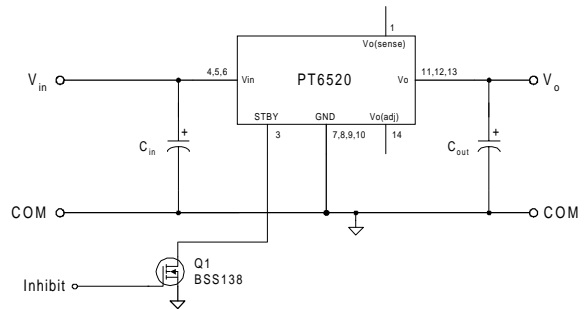 1
Vo(sense)
Vin
4,5,6
Vin
PT6520
Vo
11,12,13
Vo
STBY
GND
Vo(adj)
3
7,8,9,10
14
+
Cin
+
Cout
COM
COM
Q1
BSS138
Inhibit